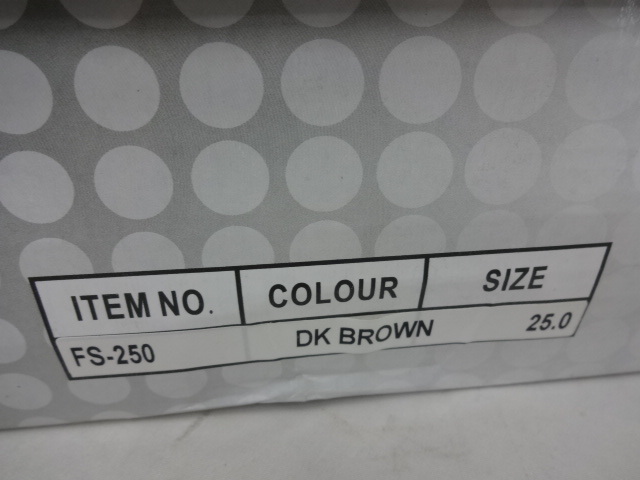 ITEM NO. COLOUR SIZE
FS-250 DK BROWN 25.0